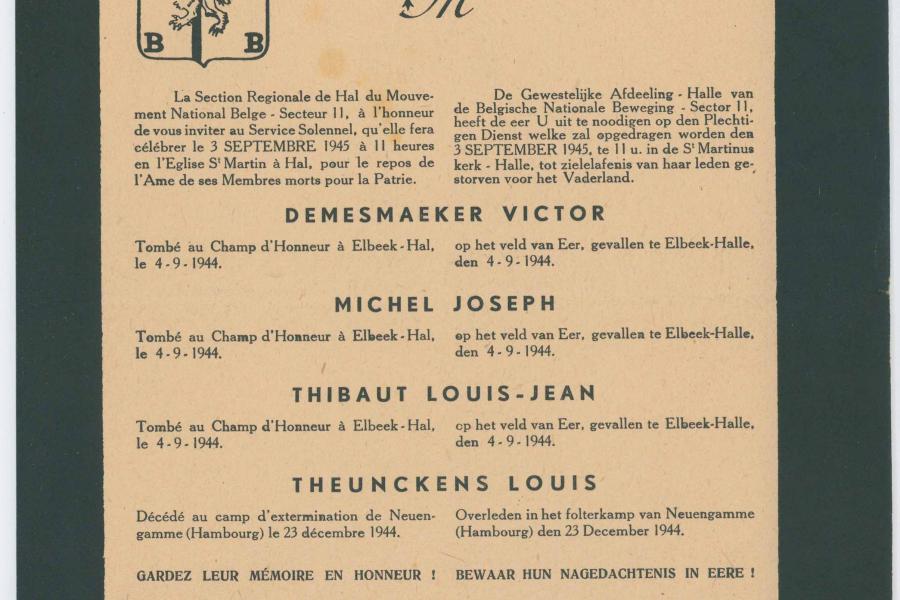 M
B B
La Section Regionale de Hal du Mouve-
ment National Belge - Secteur 11, à l'honneur
de vous inviter au Service Solennel, qu'elle fera
célébrer le 3 SEPTEMBRE 1945 à 11 heures
en l'Eglise St Martin à Hal, pour le repos de
l'Ame de ses Membres morts pour la Patrie.
De Gewestelijke Afdeeling - Halle van
de Belgische Nationale Beweging - Sector 11,
heeft de eer U uit te noodigen op den Plechti-
gen Dienst welke zal opgedragen worden den
3 SEPTEMBER 1945, te 11 u. in de St Martinus
kerk - Halle, tot zielelafenis van haar leden ge-
storven voor het Vaderland.
DEMESMAEKER VICTOR
Tombé au Champ d'Honneur à Elbeek-Hal,
le 4-9-1944.
op het veld van Eer, gevallen te Elbeek-Halle,
den 4-9-1944.
MICHEL JOSEPH
Tombé au Champ d'Honneur à Elbeek-Hal,
le 4-9-1944.
op het veld van Eer, gevallen te Elbeek-Halle,
den 4-9-1944.
THIBAUT LOUIS-JEAN
Tombé au Champ d'Honneur à Elbeek-Hal,
le 4-9-1944.
op het veld van Eer, gevallen te Elbeek-Halle,
den 4-9-1944.
THEUNCKENS LOUIS
Décédé au camp d'extermination de Neuen-
gamme (Hambourg) le 23 décembre 1944.
Overleden in het folterkamp van Neuengamme
(Hambourg) den 23 December 1944.
GARDEZ LEUR MÉMOIRE EN HONNEUR !
BEWAAR HUN NAGEDACHTENIS IN EERE !